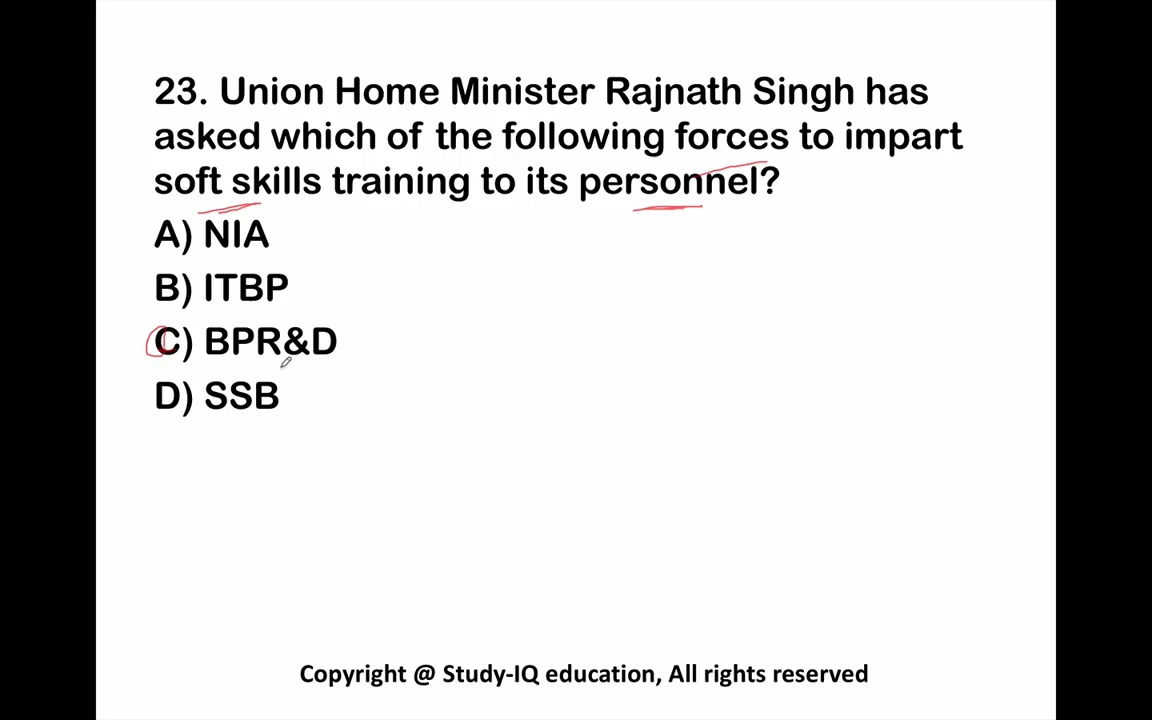 23. Union Home Minister Rajnath Singh has
asked which of the following forces to impart
soft skills training to its personnel?
A) NIA
B) ITBP
C) BPR&D
D) SSB
Copyright @ Study-IQ education, All rights reserved